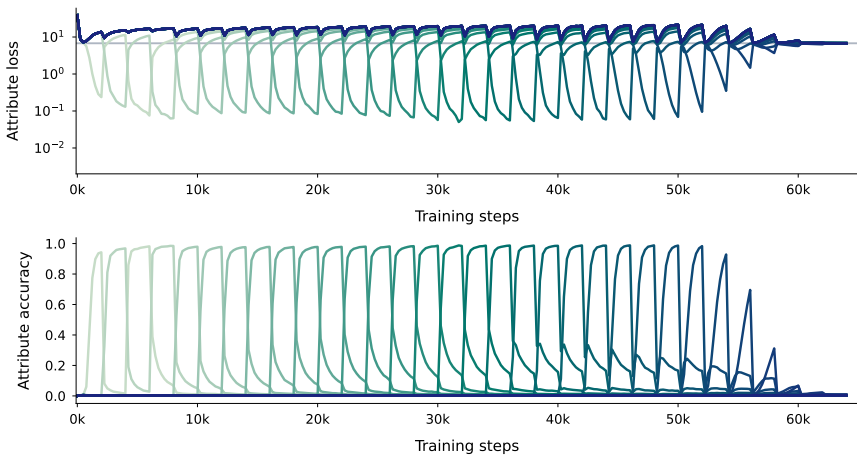 Attribute loss
10¹
10⁰
10⁻¹
10⁻²
0k 10k 20k 30k 40k 50k 60k
Training steps
Attribute accuracy
1.0
0.8
0.6
0.4
0.2
0.0
0k 10k 20k 30k 40k 50k 60k
Training steps